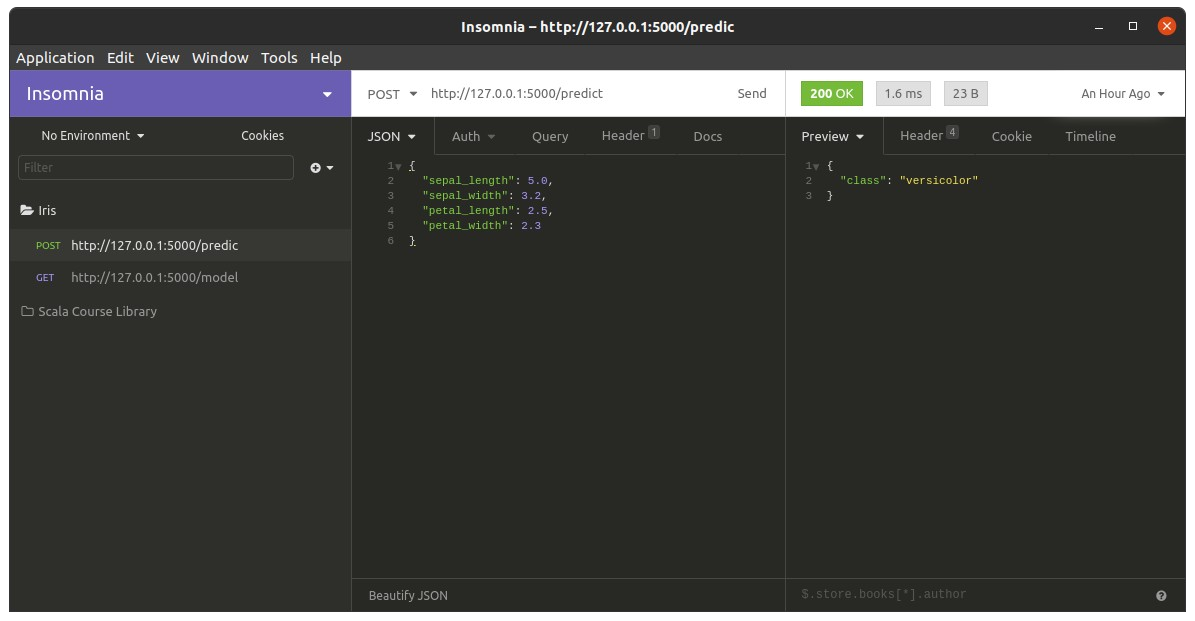 Insomnia – http://127.0.0.1:5000/predic
Application Edit View Window Tools Help
Insomnia
POST http://127.0.0.1:5000/predict Send
200 OK 1.6 ms 23 B An Hour Ago
No Environment Cookies
JSON Auth Query Header 1 Docs
Preview Header 4 Cookie Timeline
Filter
Iris
POST http://127.0.0.1:5000/predic
GET http://127.0.0.1:5000/model
Scala Course Library
1 {
2 "sepal_length": 5.0,
3 "sepal_width": 3.2,
4 "petal_length": 2.5,
5 "petal_width": 2.3
6 }
1 {
2 "class": "versicolor"
3 }
Beautify JSON
$.store.books[*].author